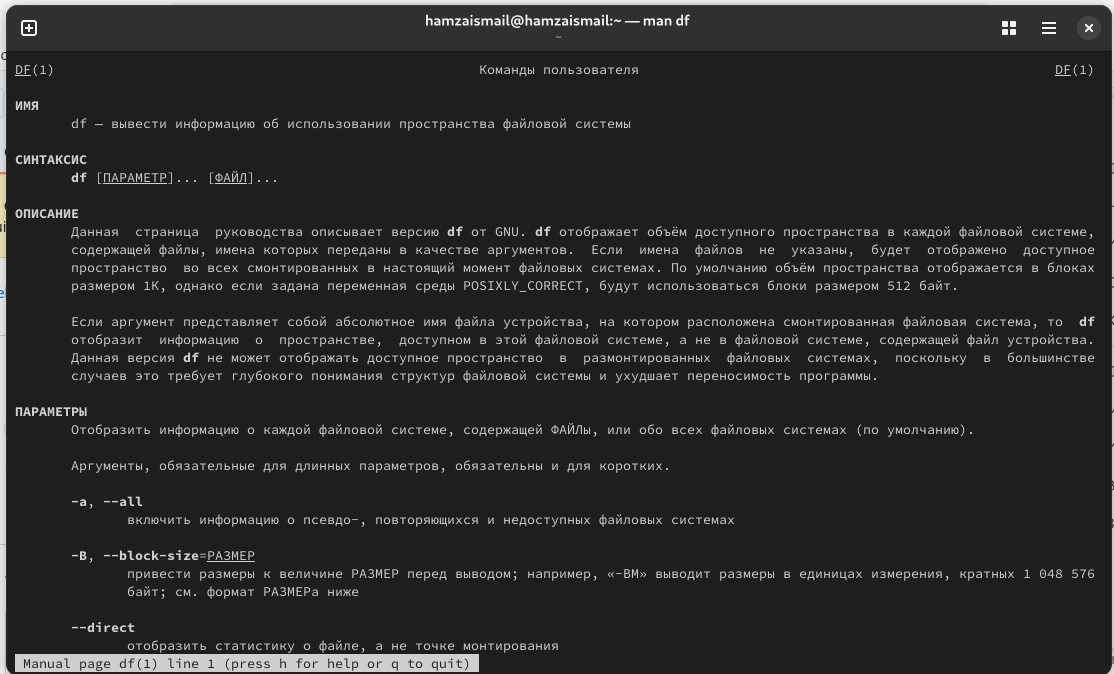 hamzaismail@hamzaismail:~ — man df
~
DF(1) Команды пользователя DF(1)
ИМЯ
df — вывести информацию об использовании пространства файловой системы
СИНТАКСИС
df [ПАРАМЕТР]... [ФАЙЛ]...
ОПИСАНИЕ
Данная страница руководства описывает версию df от GNU. df отображает объём доступного пространства в каждой файловой системе,
содержащей файлы, имена которых переданы в качестве аргументов. Если имена файлов не указаны, будет отображено доступное
пространство во всех смонтированных в настоящий момент файловых системах. По умолчанию объём пространства отображается в блоках
размером 1K, однако если задана переменная среды POSIXLY_CORRECT, будут использоваться блоки размером 512 байт.
Если аргумент представляет собой абсолютное имя файла устройства, на котором расположена смонтированная файловая система, то df
отобразит информацию о пространстве, доступном в этой файловой системе, а не в файловой системе, содержащей файл устройства.
Данная версия df не может отображать доступное пространство в размонтированных файловых системах, поскольку в большинстве
случаев это требует глубокого понимания структур файловой системы и ухудшает переносимость программы.
ПАРАМЕТРЫ
Отобразить информацию о каждой файловой системе, содержащей ФАЙЛы, или обо всех файловых системах (по умолчанию).
Аргументы, обязательные для длинных параметров, обязательны и для коротких.
-a, --all
включить информацию о псевдо-, повторяющихся и недоступных файловых системах
-B, --block-size=РАЗМЕР
привести размеры к величине РАЗМЕР перед выводом; например, «-BM» выводит размеры в единицах измерения, кратных 1 048 576
байт; см. формат РАЗМЕРа ниже
--direct
отобразить статистику о файле, а не точке монтирования
Manual page df(1) line 1 (press h for help or q to quit)